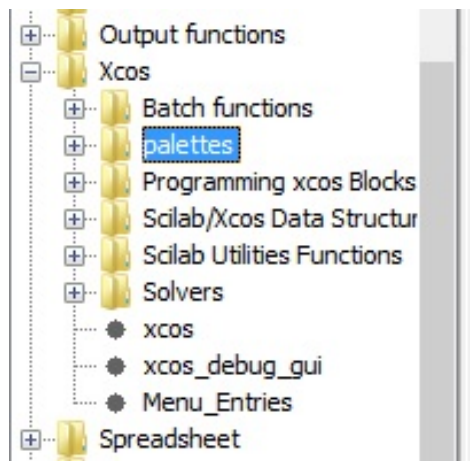 Output functions
Xcos
Batch functions
palettes
Programming xcos Blocks
Scilab/Xcos Data Structur
Scilab Utilities Functions
Solvers
xcos
xcos_debug_gui
Menu_Entries
Spreadsheet